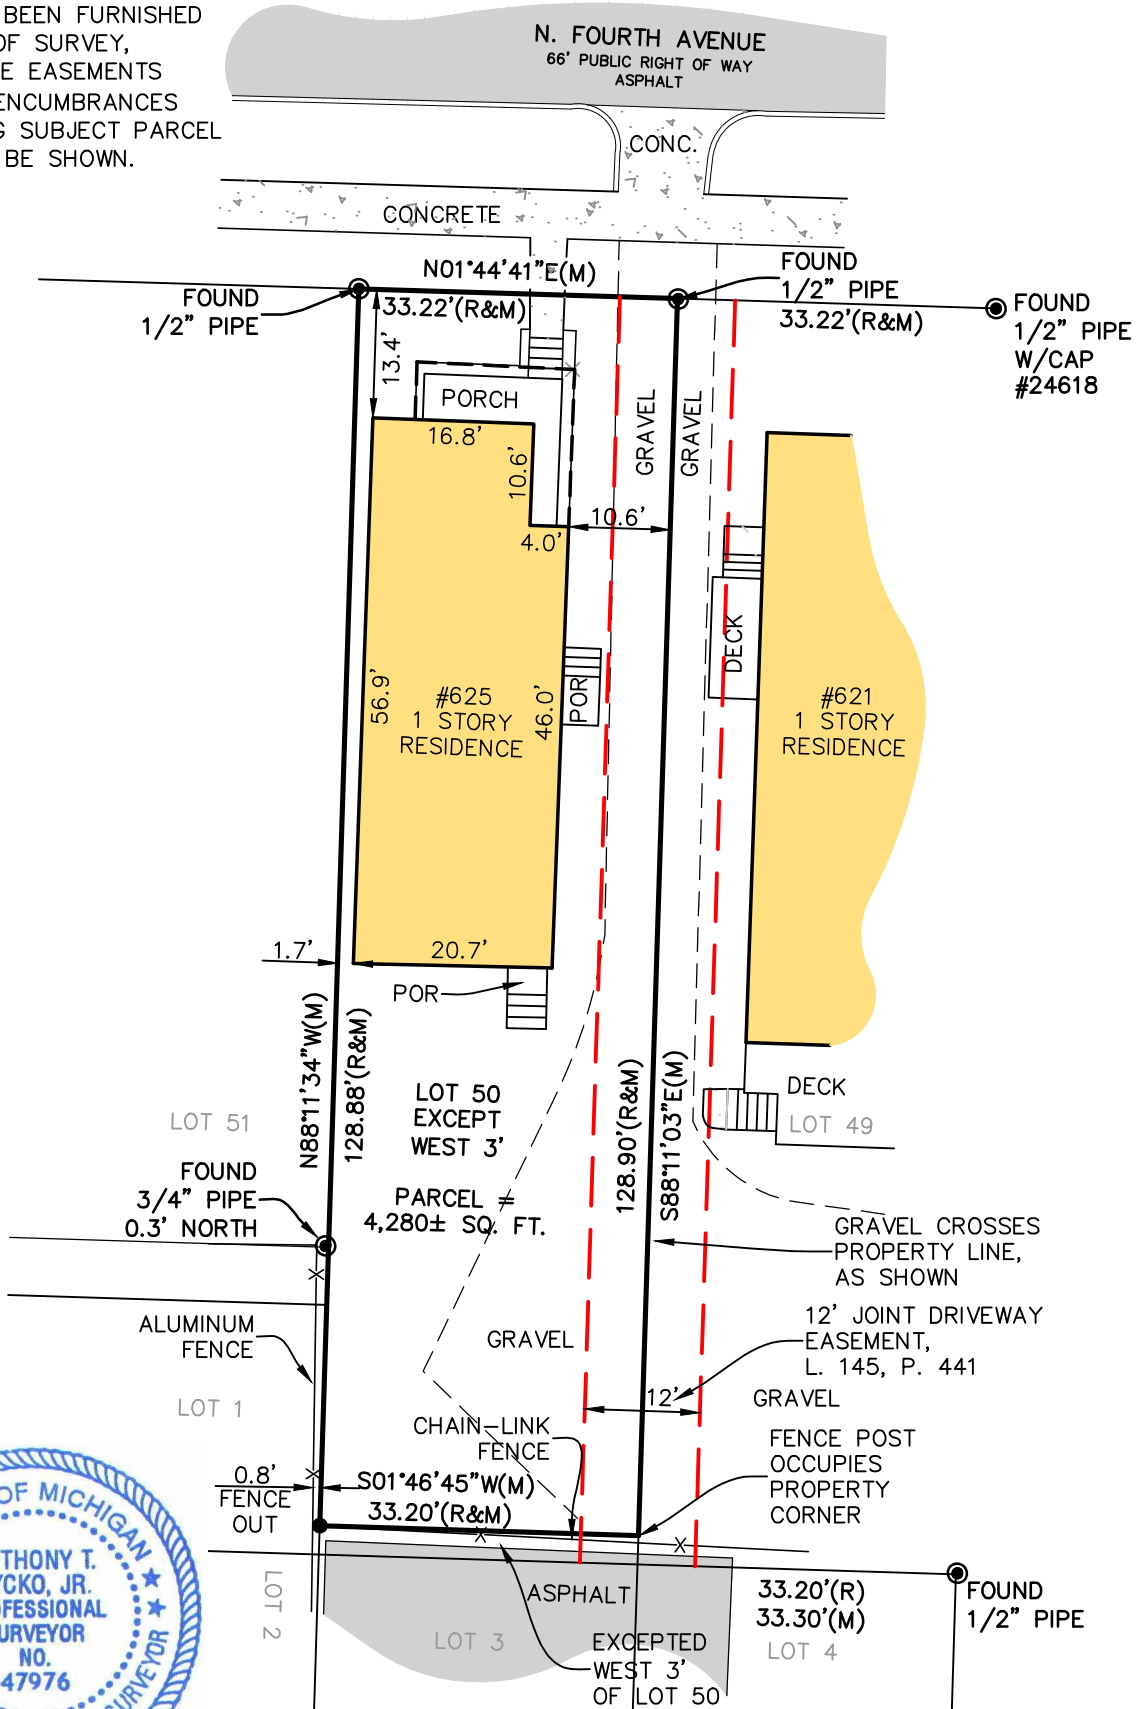 BEEN FURNISHED
OF SURVEY,
E EASEMENTS
ENCUMBRANCES
G SUBJECT PARCEL
BE SHOWN.
N. FOURTH AVENUE
66' PUBLIC RIGHT OF WAY
ASPHALT
CONC.
CONCRETE
N01°44'41"E(M)
33.22'(R&M)
FOUND
1/2" PIPE
FOUND
1/2" PIPE
33.22'(R&M)
FOUND
1/2" PIPE
W/CAP
#24618
13.4'
PORCH
16.8'
10.6'
4.0'
10.6'
GRAVEL
GRAVEL
DECK
#625
1 STORY
RESIDENCE
56.9'
46.0'
POR
#621
1 STORY
RESIDENCE
1.7'
20.7'
POR
N88°11'34"W(M)
128.88'(R&M)
LOT 50
EXCEPT
WEST 3'
PARCEL =
4,280± SQ. FT.
128.90'(R&M)
S88°11'03"E(M)
DECK
LOT 49
LOT 51
FOUND
3/4" PIPE
0.3' NORTH
GRAVEL CROSSES
PROPERTY LINE,
AS SHOWN
ALUMINUM
FENCE
12' JOINT DRIVEWAY
EASEMENT,
L. 145, P. 441
GRAVEL
12'
GRAVEL
LOT 1
CHAIN-LINK
FENCE
FENCE POST
OCCUPIES
PROPERTY
CORNER
0.8'
FENCE
OUT
S01°46'45"W(M)
33.20'(R&M)
OF MICHIGAN
THONY T.
YCKO, JR.
OFESSIONAL
URVEYOR
NO.
47976
SURVEYOR
LOT 2
ASPHALT
LOT 3
EXCEPTED
WEST 3'
OF LOT 50
33.20'(R)
33.30'(M)
LOT 4
FOUND
1/2" PIPE